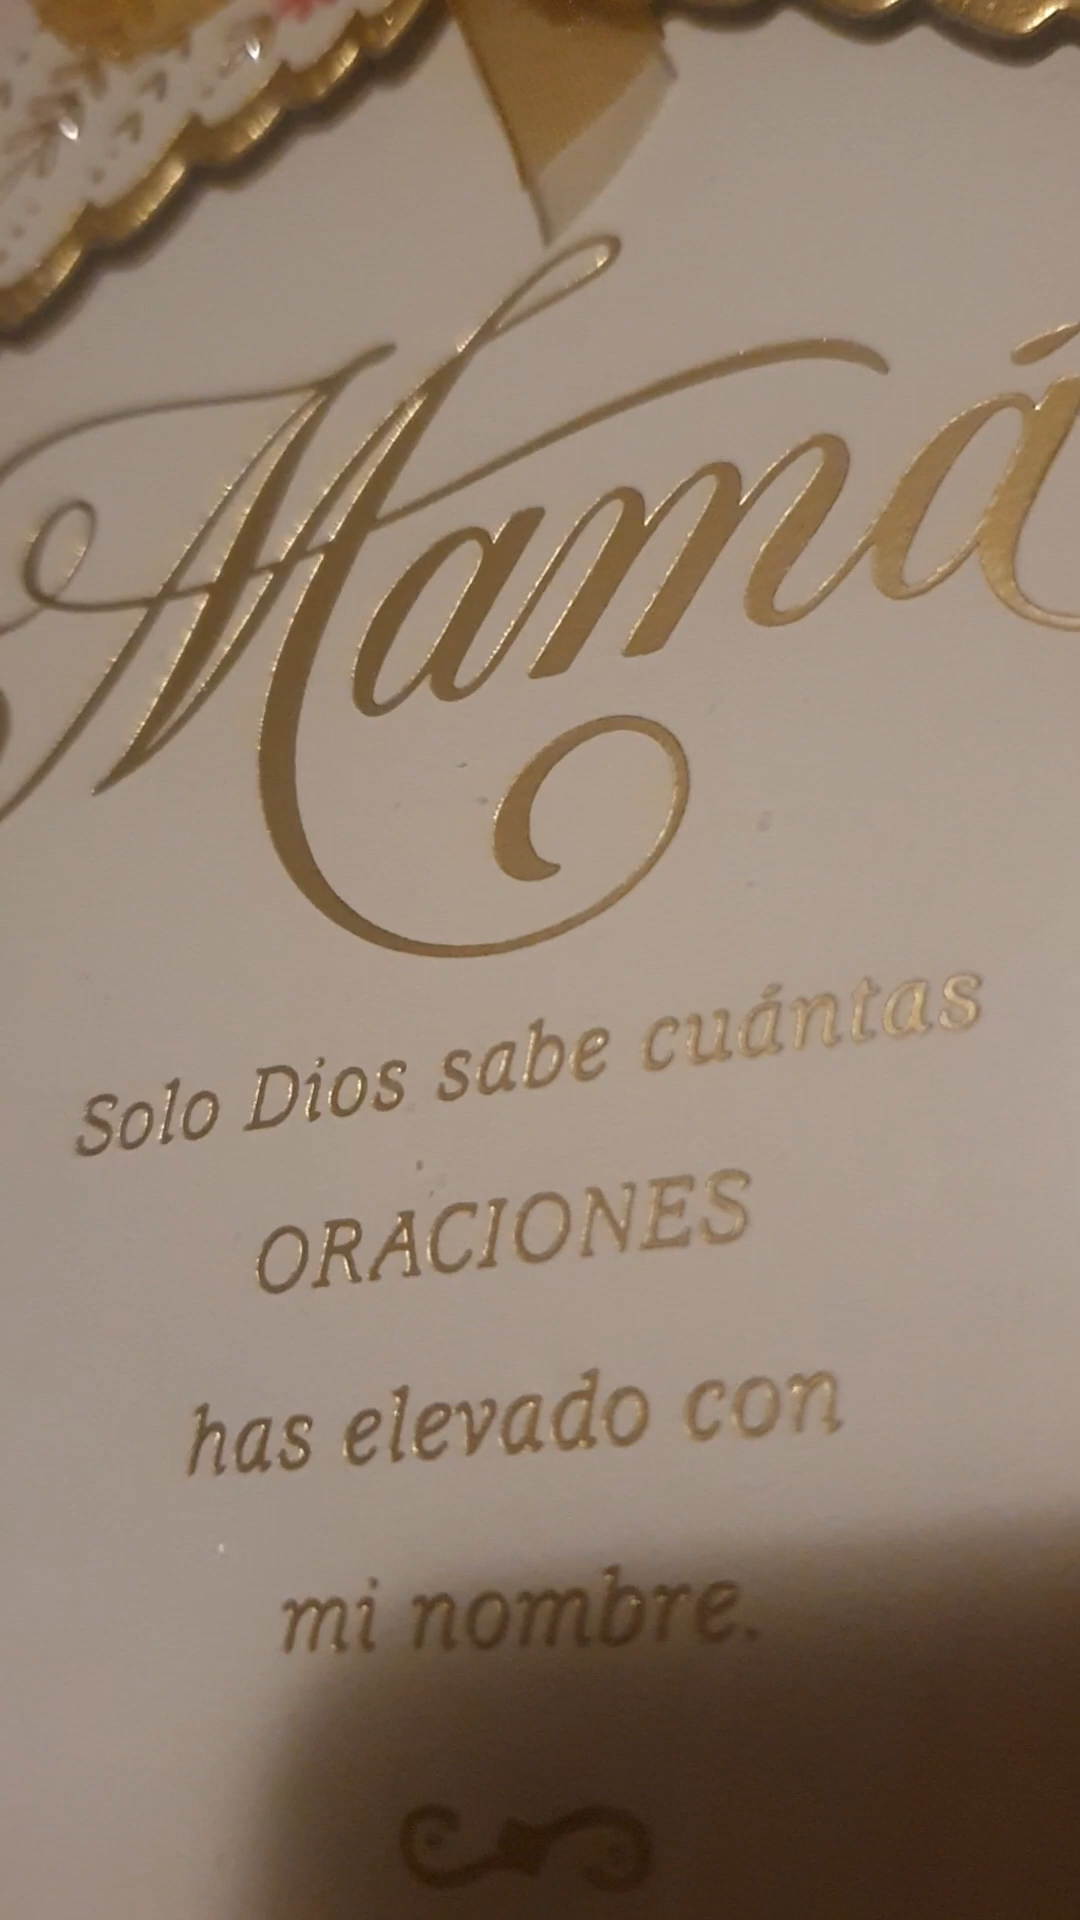 Mamá
Solo Dios sabe cuántas
ORACIONES
has elevado con
mi nombre.